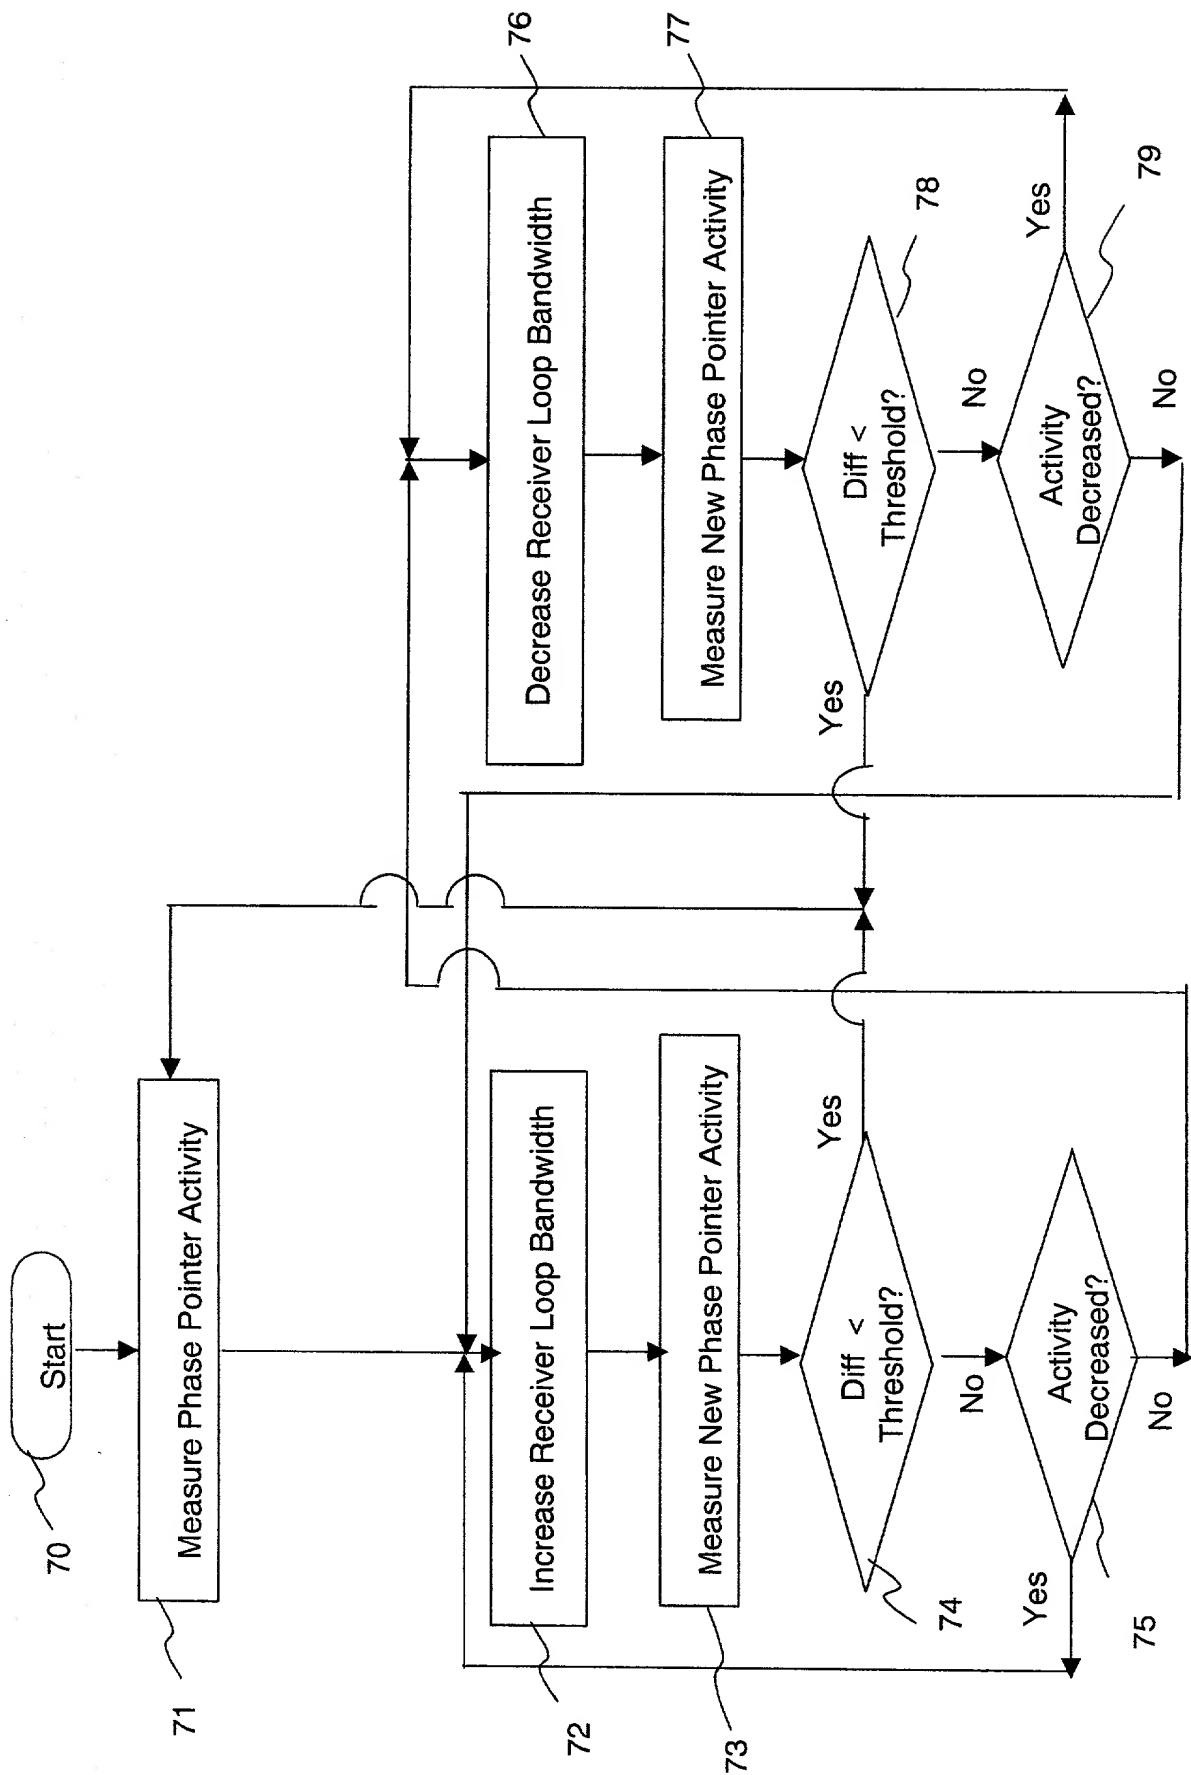 70
Start
71
Measure Phase Pointer Activity
72
Increase Receiver Loop Bandwidth
73
Measure New Phase Pointer Activity
74
Diff <
Threshold?
Yes
No
75
Activity
Decreased?
Yes
No
76
Decrease Receiver Loop Bandwidth
77
Measure New Phase Pointer Activity
78
Diff <
Threshold?
Yes
No
79
Activity
Decreased?
Yes
No